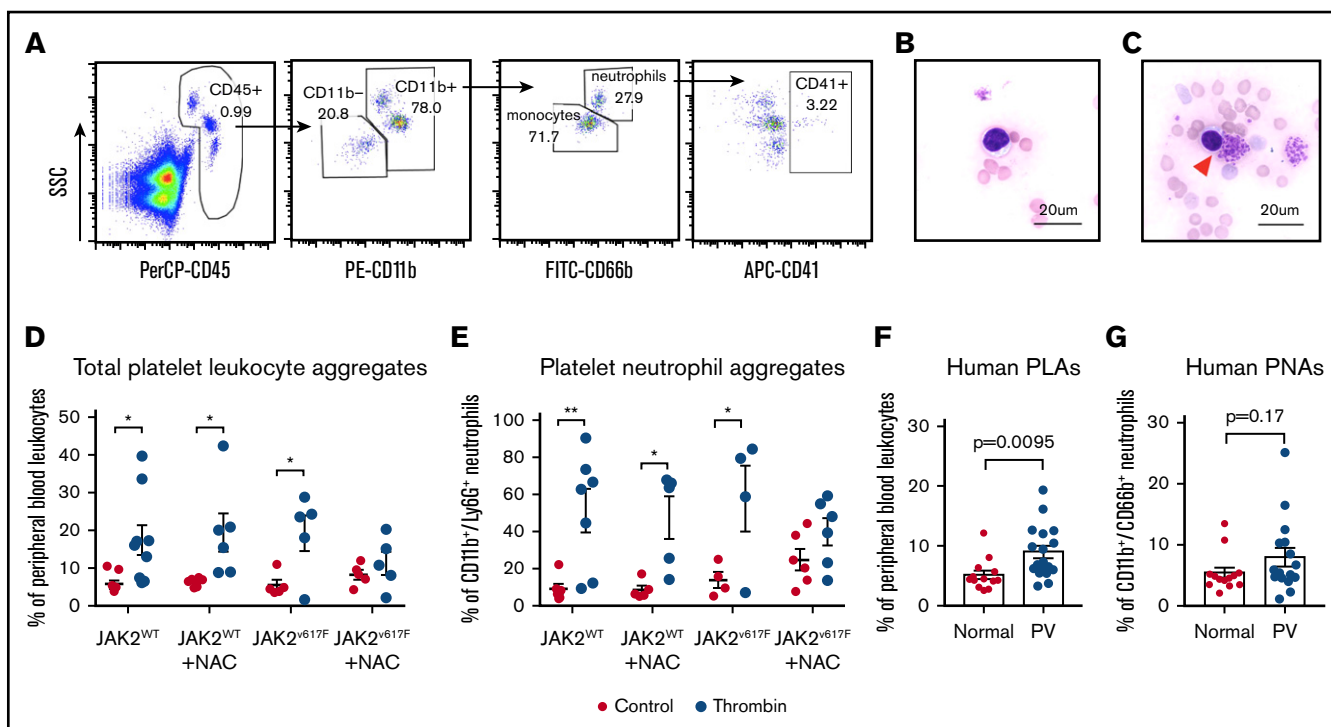 A
SSC
CD45+
0.99
PerCP-CD45
CD11b–
20.8
CD11b+
78.0
PE-CD11b
neutrophils
27.9
monocytes
71.7
FITC-CD66b
CD41+
3.22
APC-CD41
B
20um
C
20um
D
Total platelet leukocyte aggregates
% of peripheral blood leukocytes
50
40
30
20
10
0
*
*
*
JAK2WT
JAK2WT
+NAC
JAK2v617F
JAK2v617F
+NAC
E
Platelet neutrophil aggregates
% of CD11b+/Ly6G+ neutrophils
100
80
60
40
20
0
**
*
*
JAK2WT
JAK2WT
+NAC
JAK2v617F
JAK2v617F
+NAC
Control
Thrombin
F
Human PLAs
% of peripheral blood leukocytes
30
20
10
0
p=0.0095
Normal
PV
G
Human PNAs
% of CD11b+/CD66b+ neutrophils
30
20
10
0
p=0.17
Normal
PV